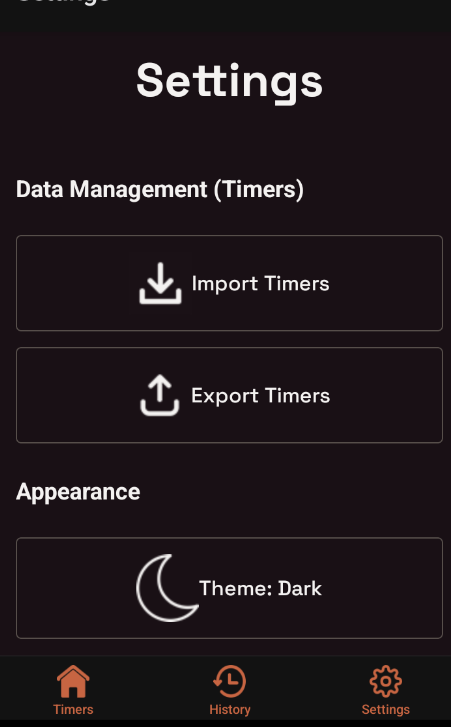 Settings
Settings
Data Management (Timers)
Import Timers
Export Timers
Appearance
Theme: Dark
Timers
History
Settings